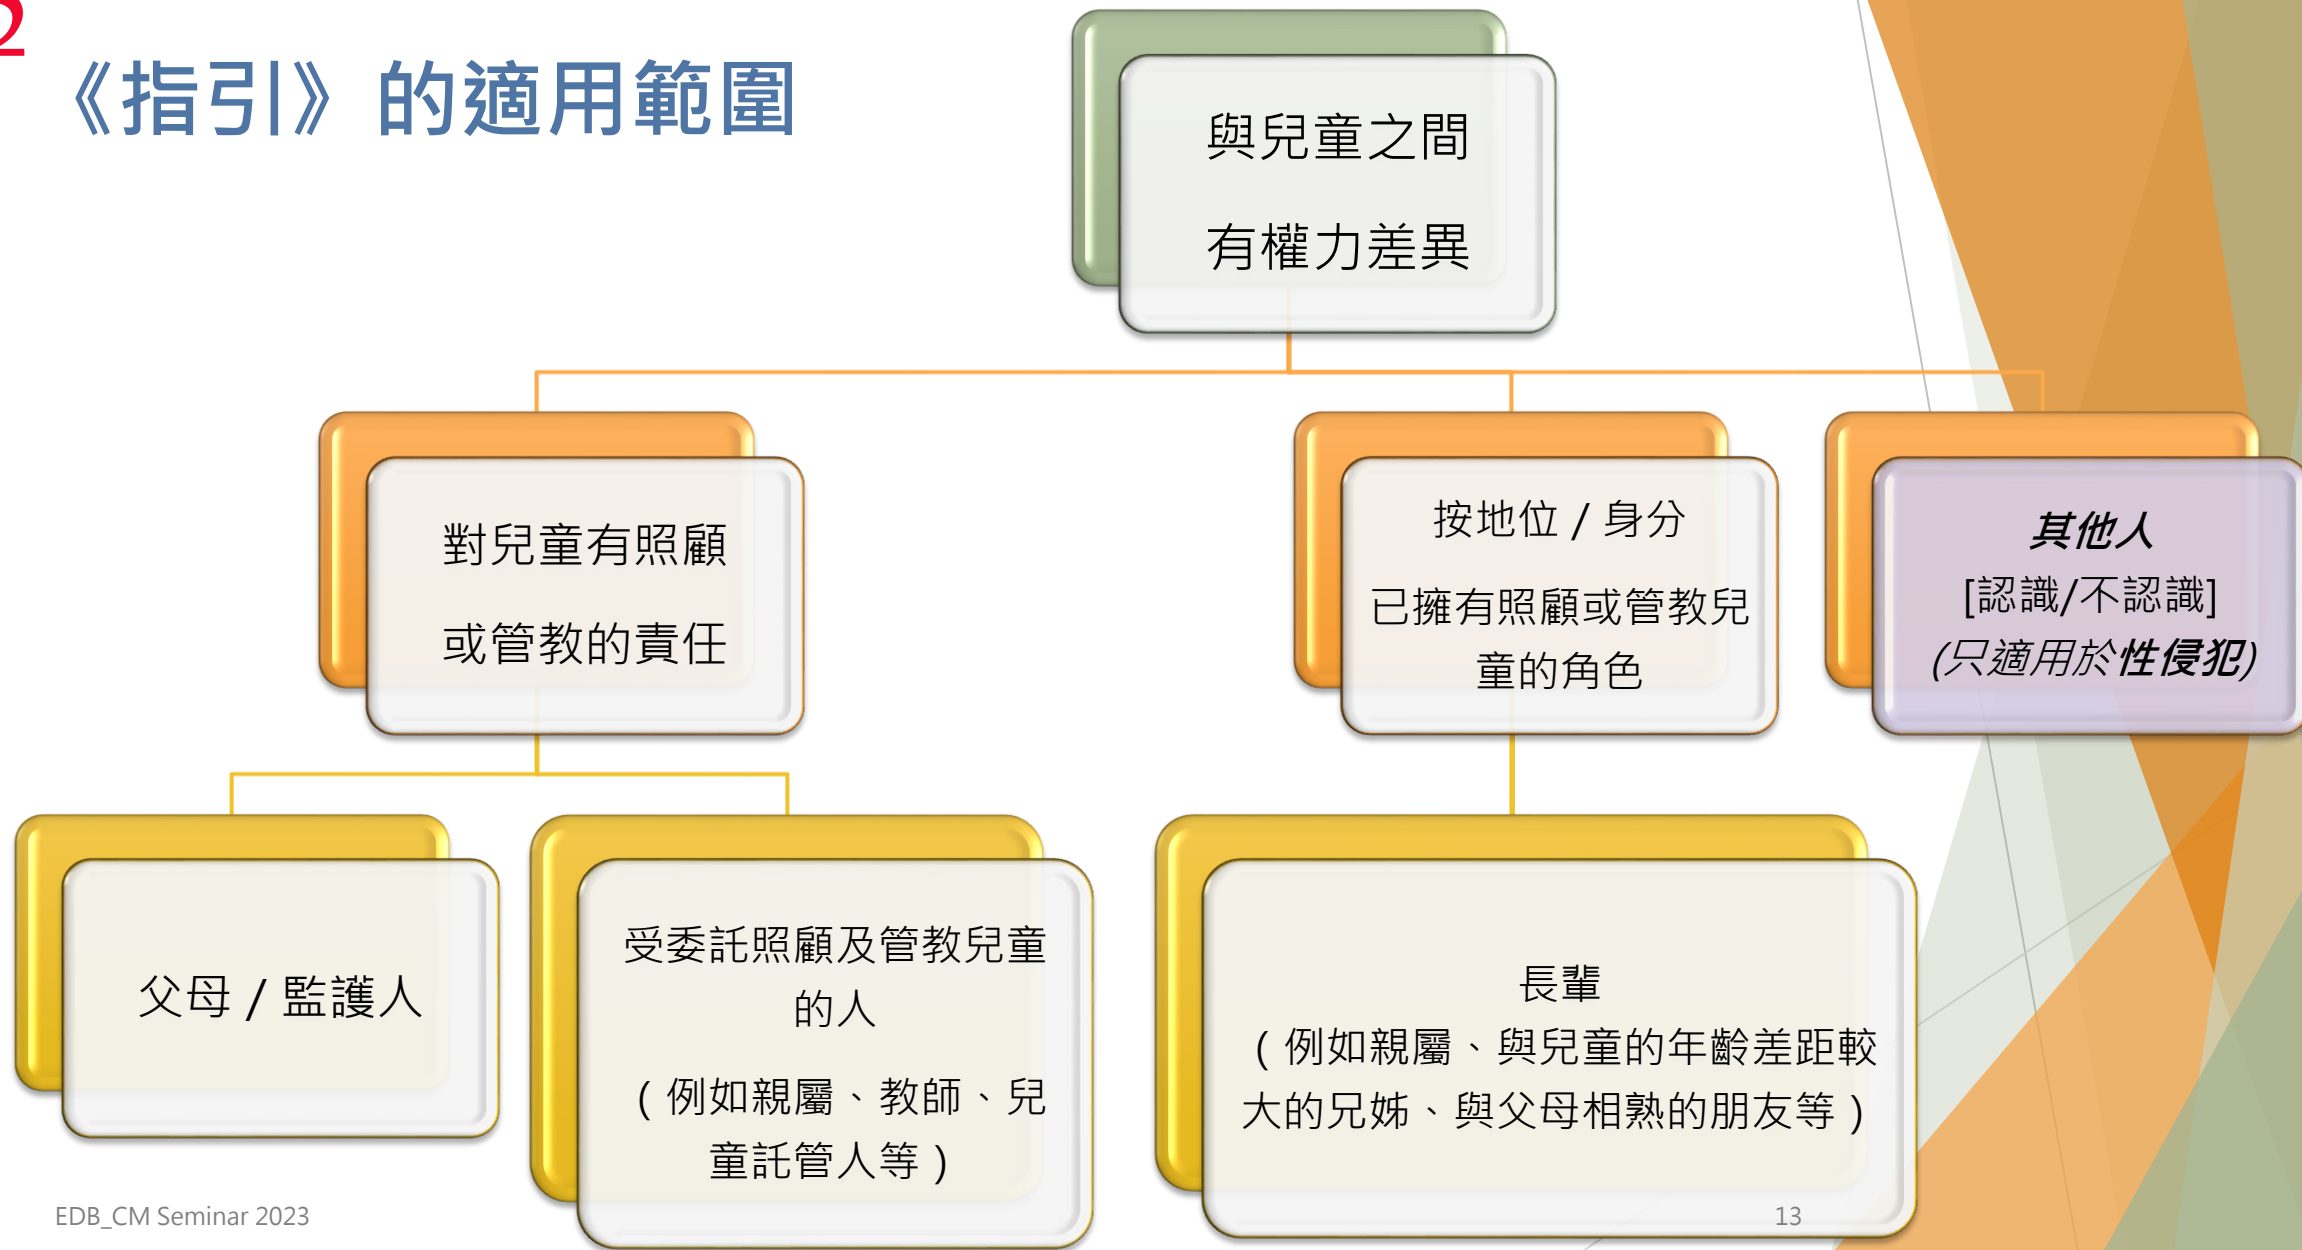 2
《指引》的適用範圍
與兒童之間
有權力差異
對兒童有照顧
或管教的責任
按地位 / 身分
已擁有照顧或管教兒
童的角色
其他人
[認識/不認識]
(只適用於性侵犯)
父母 / 監護人
受委託照顧及管教兒童
的人
( 例如親屬、教師、兒
童託管人等 )
長輩
( 例如親屬、與兒童的年齡差距較
大的兄姊、與父母相熟的朋友等 )
EDB_CM Seminar 2023
13